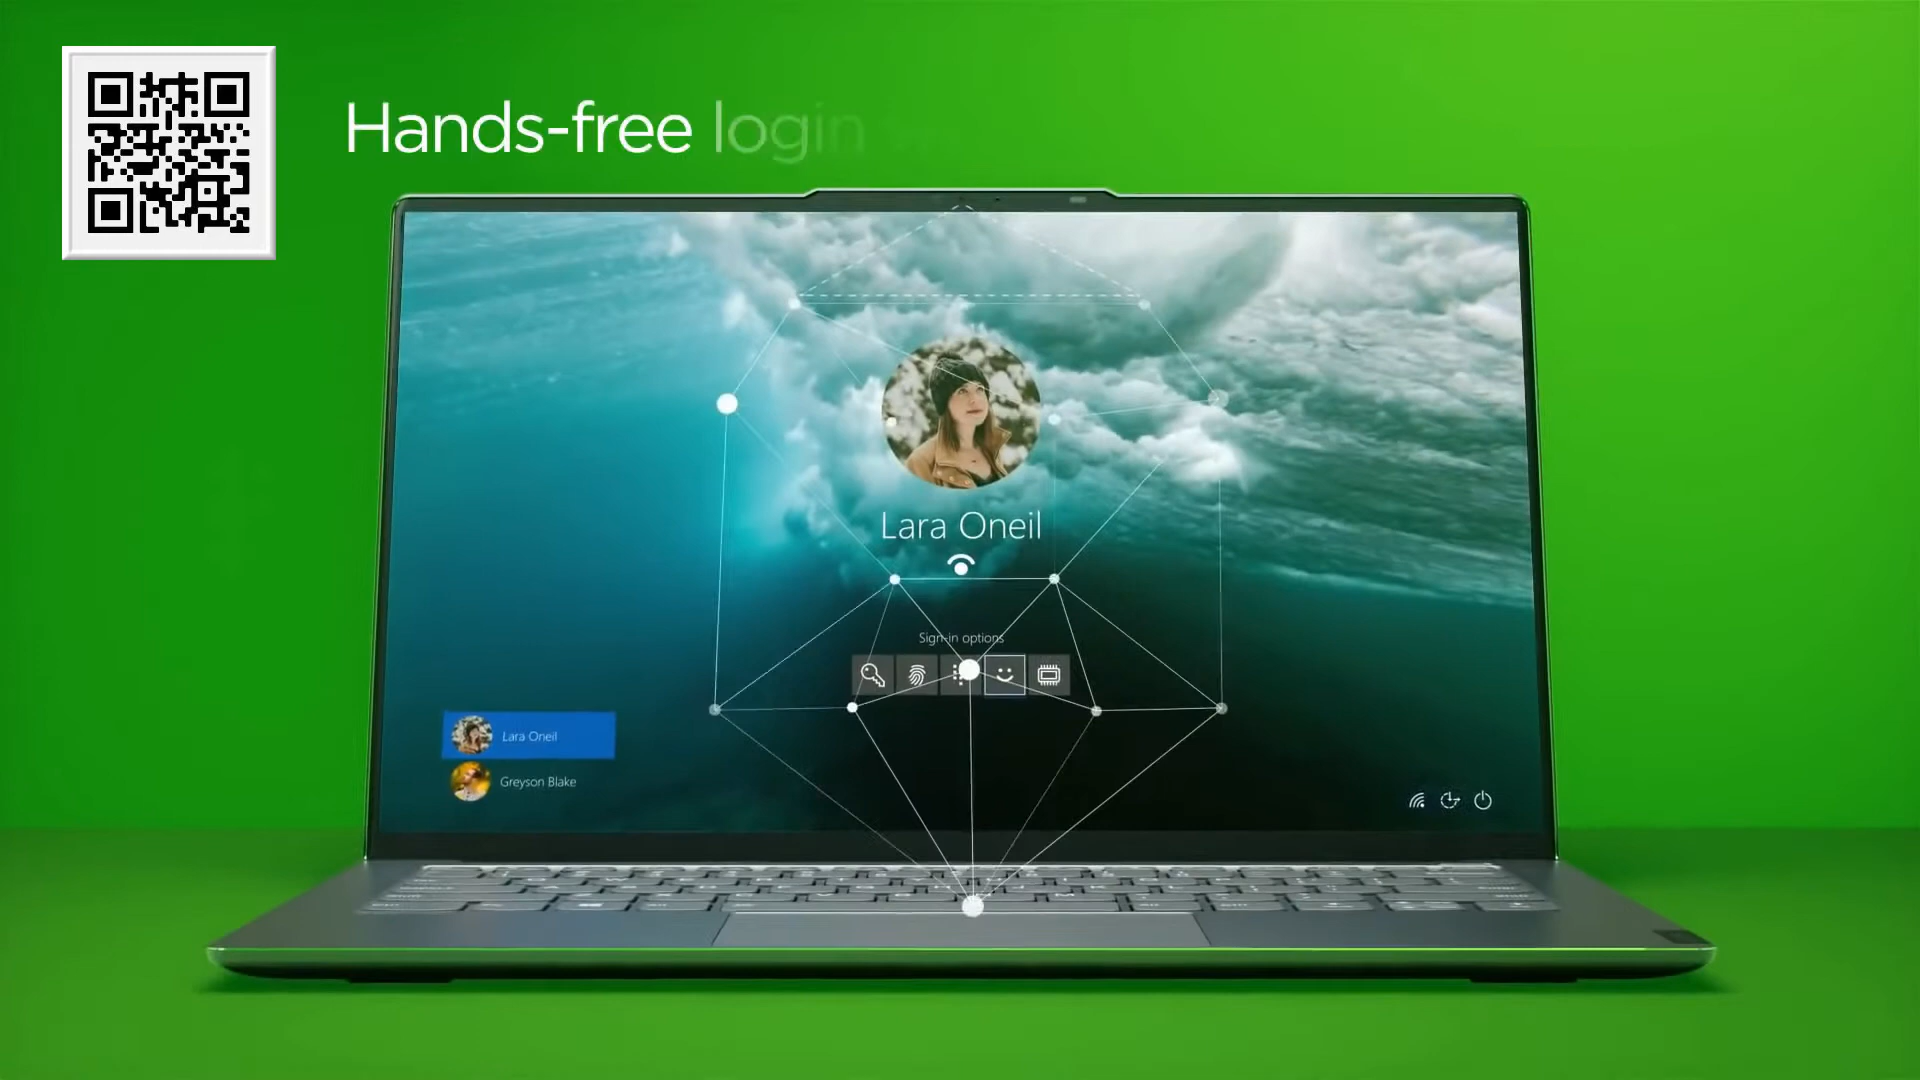 Hands-free login
Lara Oneil
Sign-in options
Lara Oneil
Greyson Blake